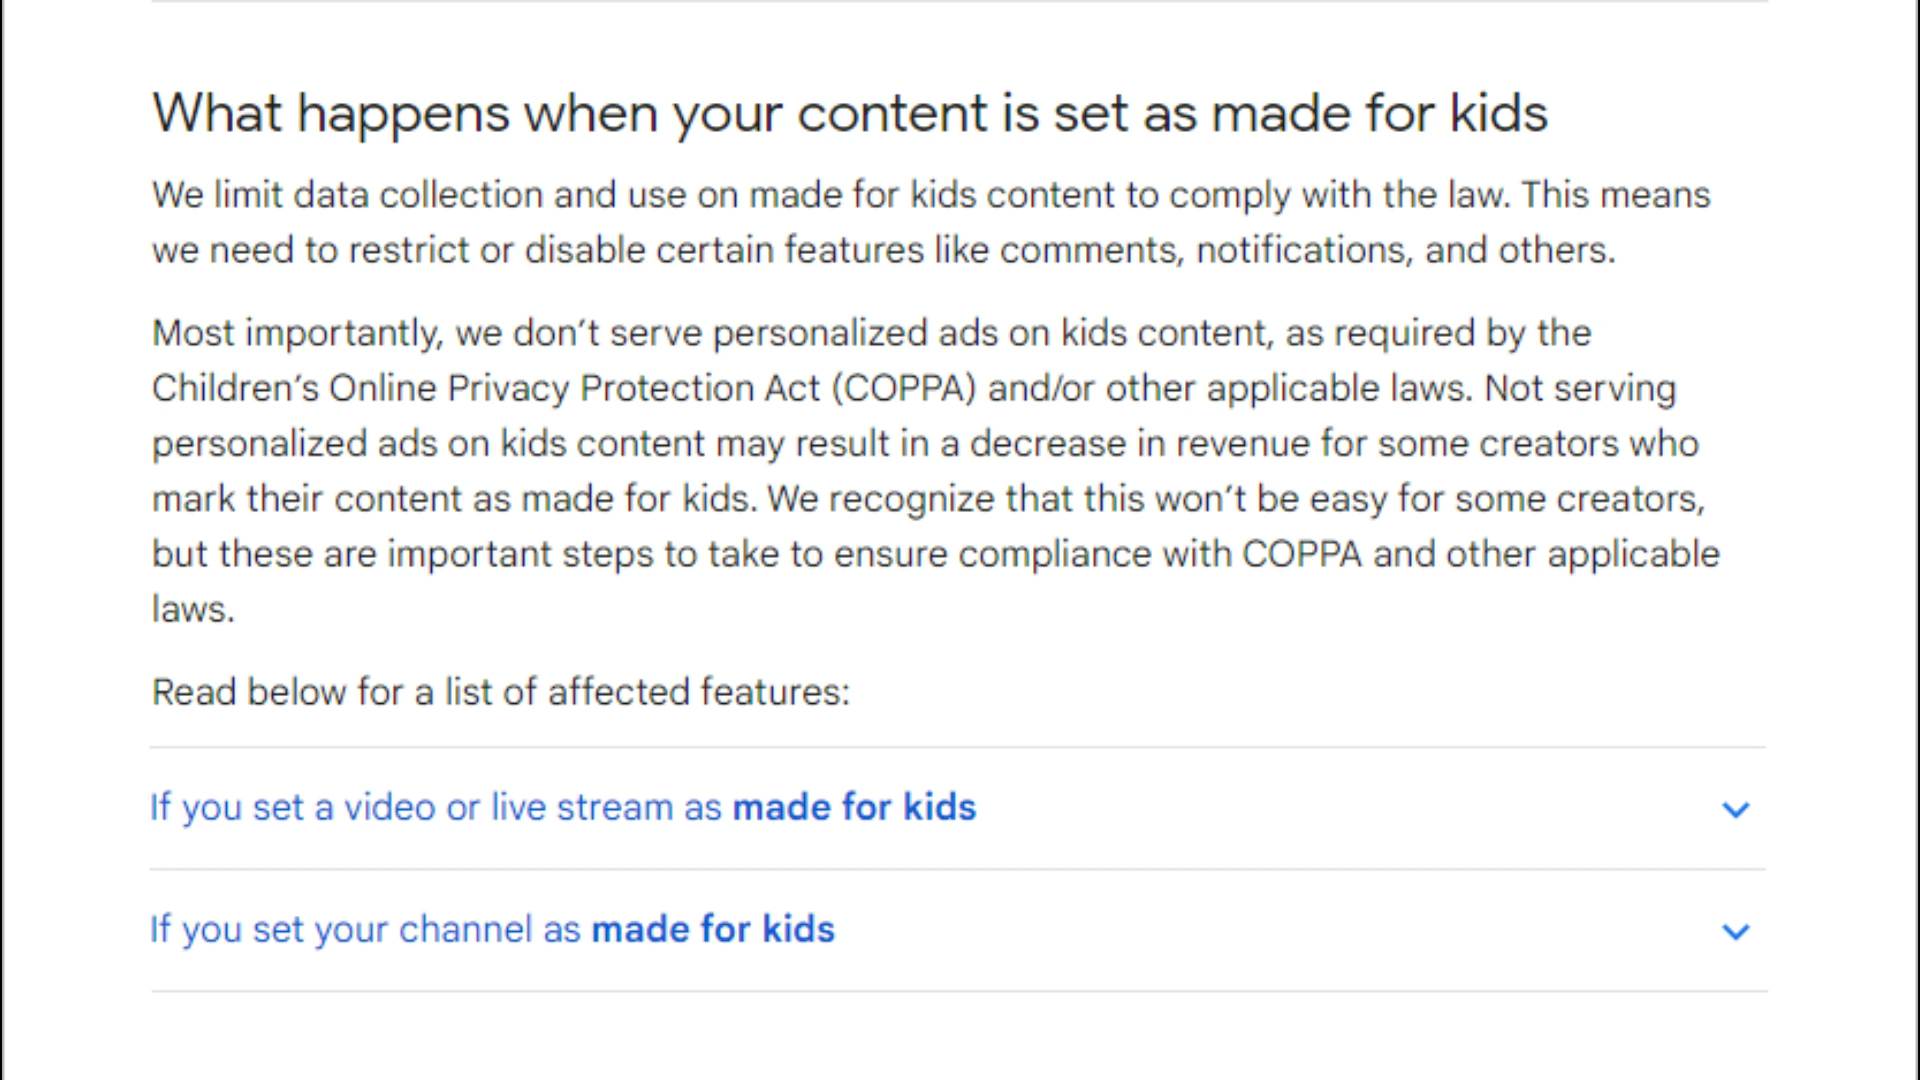 What happens when your content is set as made for kids
We limit data collection and use on made for kids content to comply with the law. This means
we need to restrict or disable certain features like comments, notifications, and others.
Most importantly, we don’t serve personalized ads on kids content, as required by the
Children’s Online Privacy Protection Act (COPPA) and/or other applicable laws. Not serving
personalized ads on kids content may result in a decrease in revenue for some creators who
mark their content as made for kids. We recognize that this won’t be easy for some creators,
but these are important steps to take to ensure compliance with COPPA and other applicable
laws.
Read below for a list of affected features:
If you set a video or live stream as made for kids
If you set your channel as made for kids